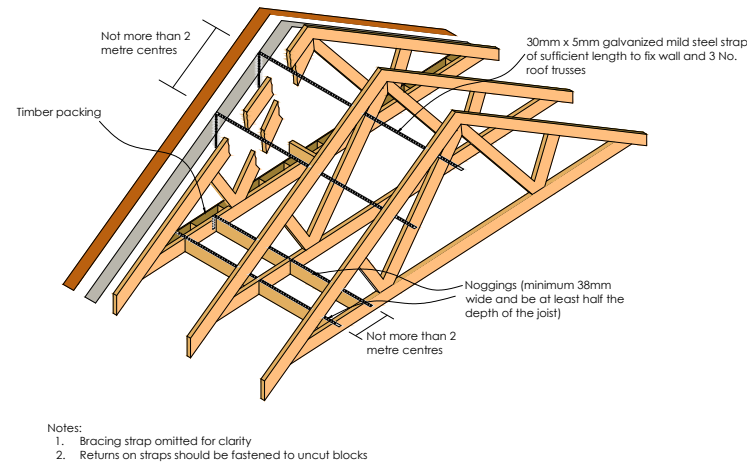 Not more than 2
metre centres
30mm x 5mm galvanized mild steel strap
of sufficient length to fix wall and 3 No.
roof trusses
Timber packing
Noggings (minimum 38mm
wide and be at least half the
depth of the joist)
Not more than 2
metre centres
Notes:
1. Bracing strap omitted for clarity
2. Returns on straps should be fastened to uncut blocks